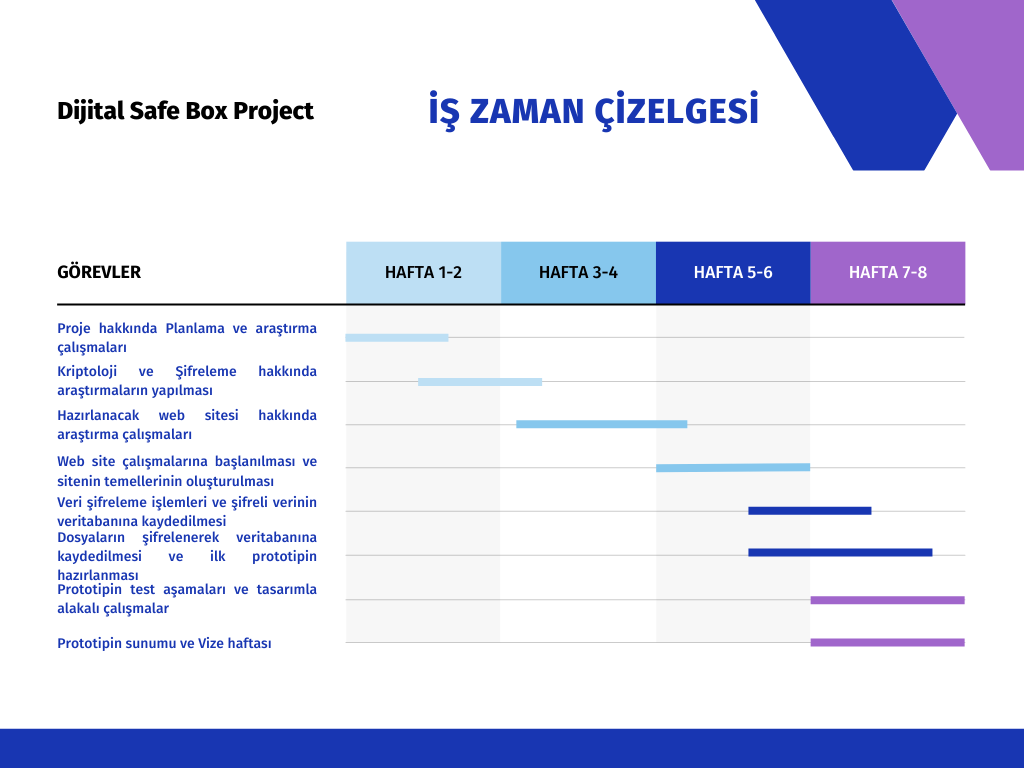 Dijital Safe Box Project
İŞ ZAMAN ÇİZELGESİ
GÖREVLER
HAFTA 1-2
HAFTA 3-4
HAFTA 5-6
HAFTA 7-8
Proje hakkında Planlama ve araştırma
çalışmaları
Kriptoloji ve Şifreleme hakkında
araştırmaların yapılması
Hazırlanacak web sitesi hakkında
araştırma çalışmaları
Web site çalışmalarına başlanılması ve
sitenin temellerinin oluşturulması
Veri şifreleme işlemleri ve şifreli verinin
veritabanına kaydedilmesi
Dosyaların şifrelenerek veritabanına
kaydedilmesi ve ilk prototipin
hazırlanması
Prototipin test aşamaları ve tasarımla
alakalı çalışmalar
Prototipin sunumu ve Vize haftası